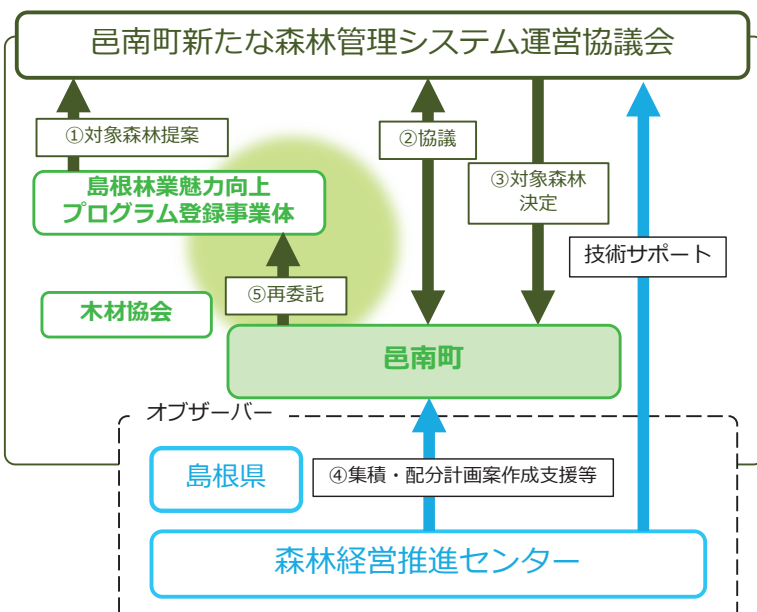 邑南町新たな森林管理システム運営協議会
①対象森林提案
②協議
③対象森林
決定
島根林業魅力向上
プログラム登録事業体
技術サポート
⑤再委託
木材協会
邑南町
オブザーバー
島根県
④集積・配分計画案作成支援等
森林経営推進センター